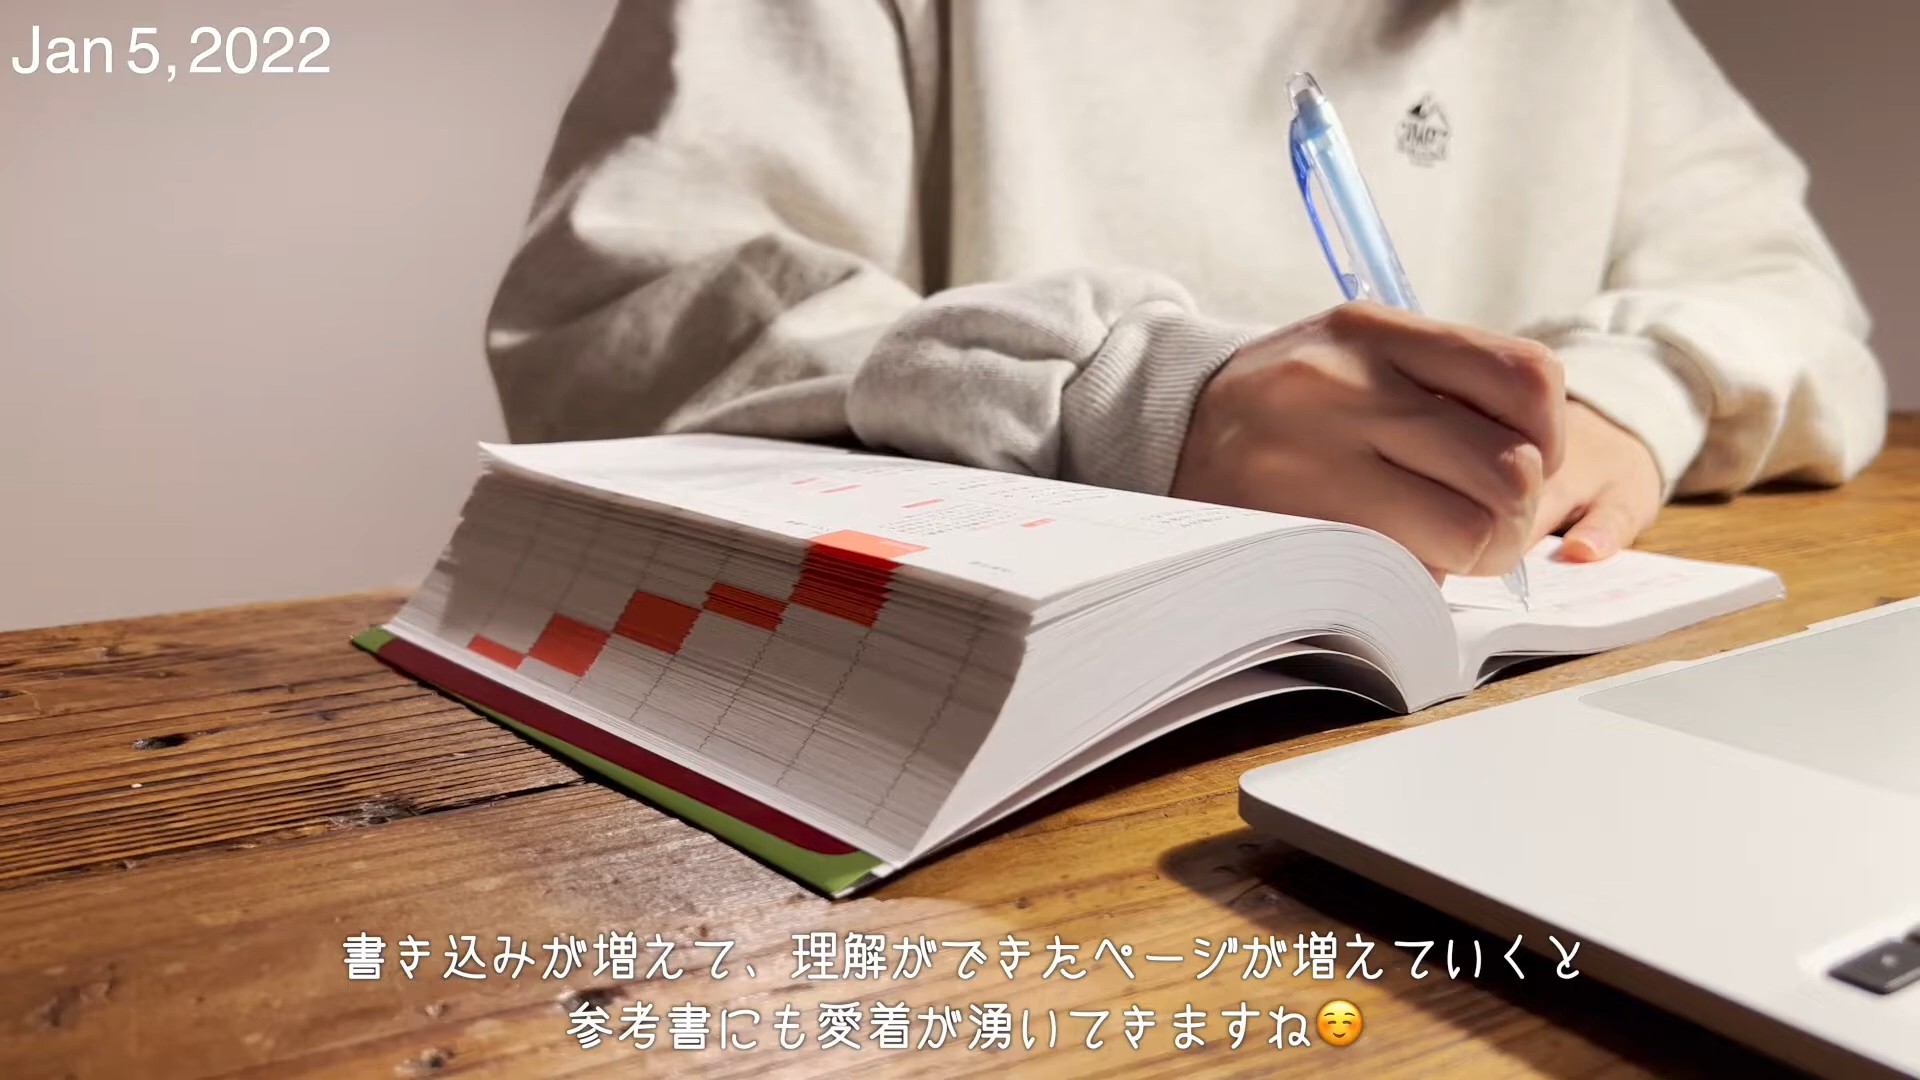 Jan 5, 2022
書き込みが増えて、理解ができたページが増えていくと
参考書にも愛着が湧いてきますね☺️